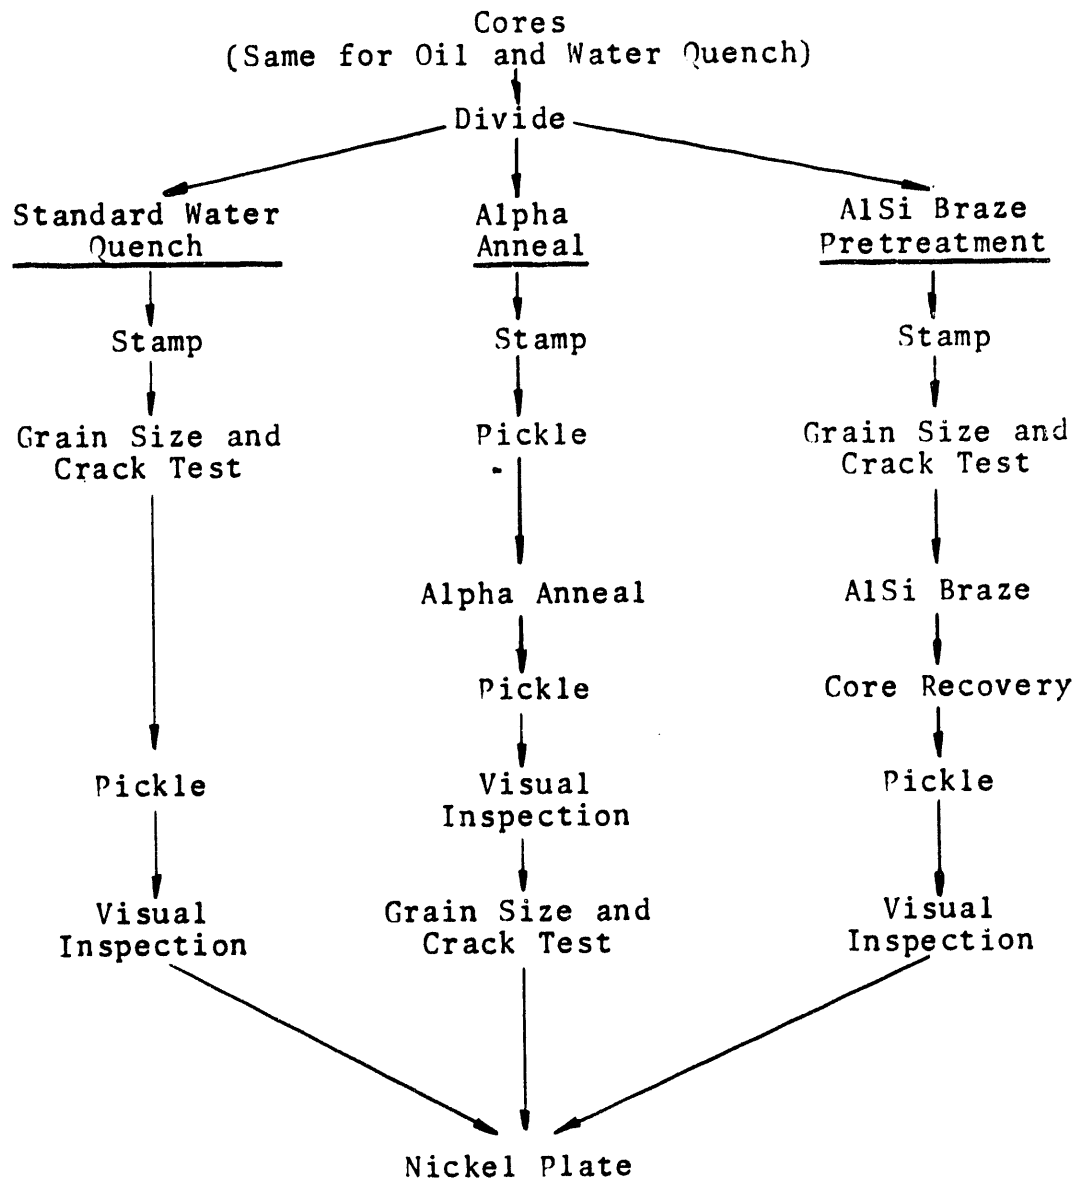 Cores
(Same for Oil and Water Quench)
Divide
Standard Water
Quench
Stamp
Grain Size and
Crack Test
Pickle
Visual
Inspection
Alpha
Anneal
Stamp
Pickle
Alpha Anneal
Pickle
Visual
Inspection
Grain Size and
Crack Test
AlSi Braze
Pretreatment
Stamp
Grain Size and
Crack Test
AlSi Braze
Core Recovery
Pickle
Visual
Inspection
Nickel Plate